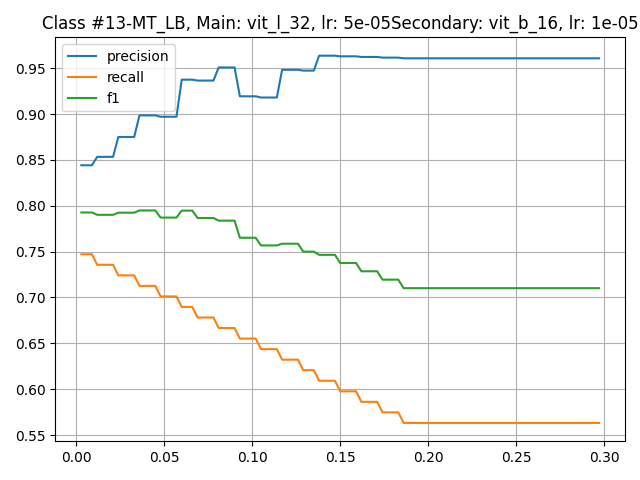 Class #13-MT_LB, Main: vit_l_32, lr: 5e-05Secondary: vit_b_16, lr: 1e-05
precision
recall
f1
0.95
0.90
0.85
0.80
0.75
0.70
0.65
0.60
0.55
0.00 0.05 0.10 0.15 0.20 0.25 0.30